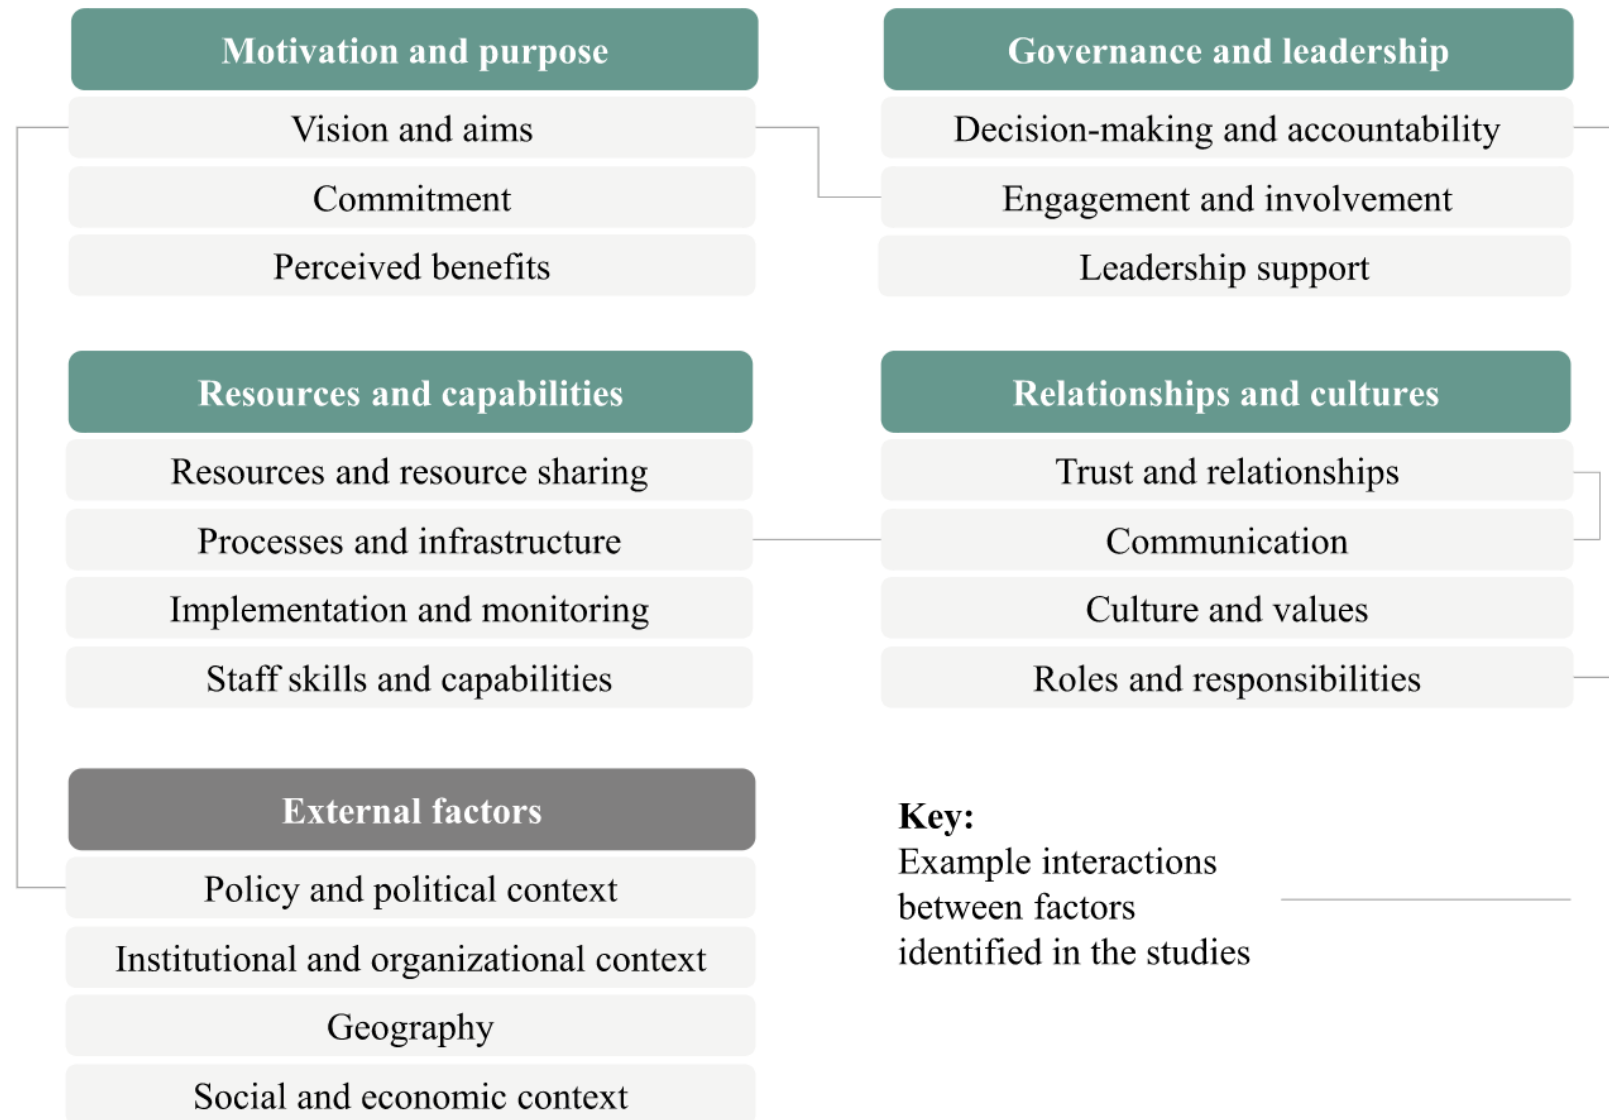 Motivation and purpose
Vision and aims
Commitment
Perceived benefits
Governance and leadership
Decision-making and accountability
Engagement and involvement
Leadership support
Resources and capabilities
Resources and resource sharing
Processes and infrastructure
Implementation and monitoring
Staff skills and capabilities
Relationships and cultures
Trust and relationships
Communication
Culture and values
Roles and responsibilities
External factors
Policy and political context
Institutional and organizational context
Geography
Social and economic context
Key:
Example interactions
between factors
identified in the studies